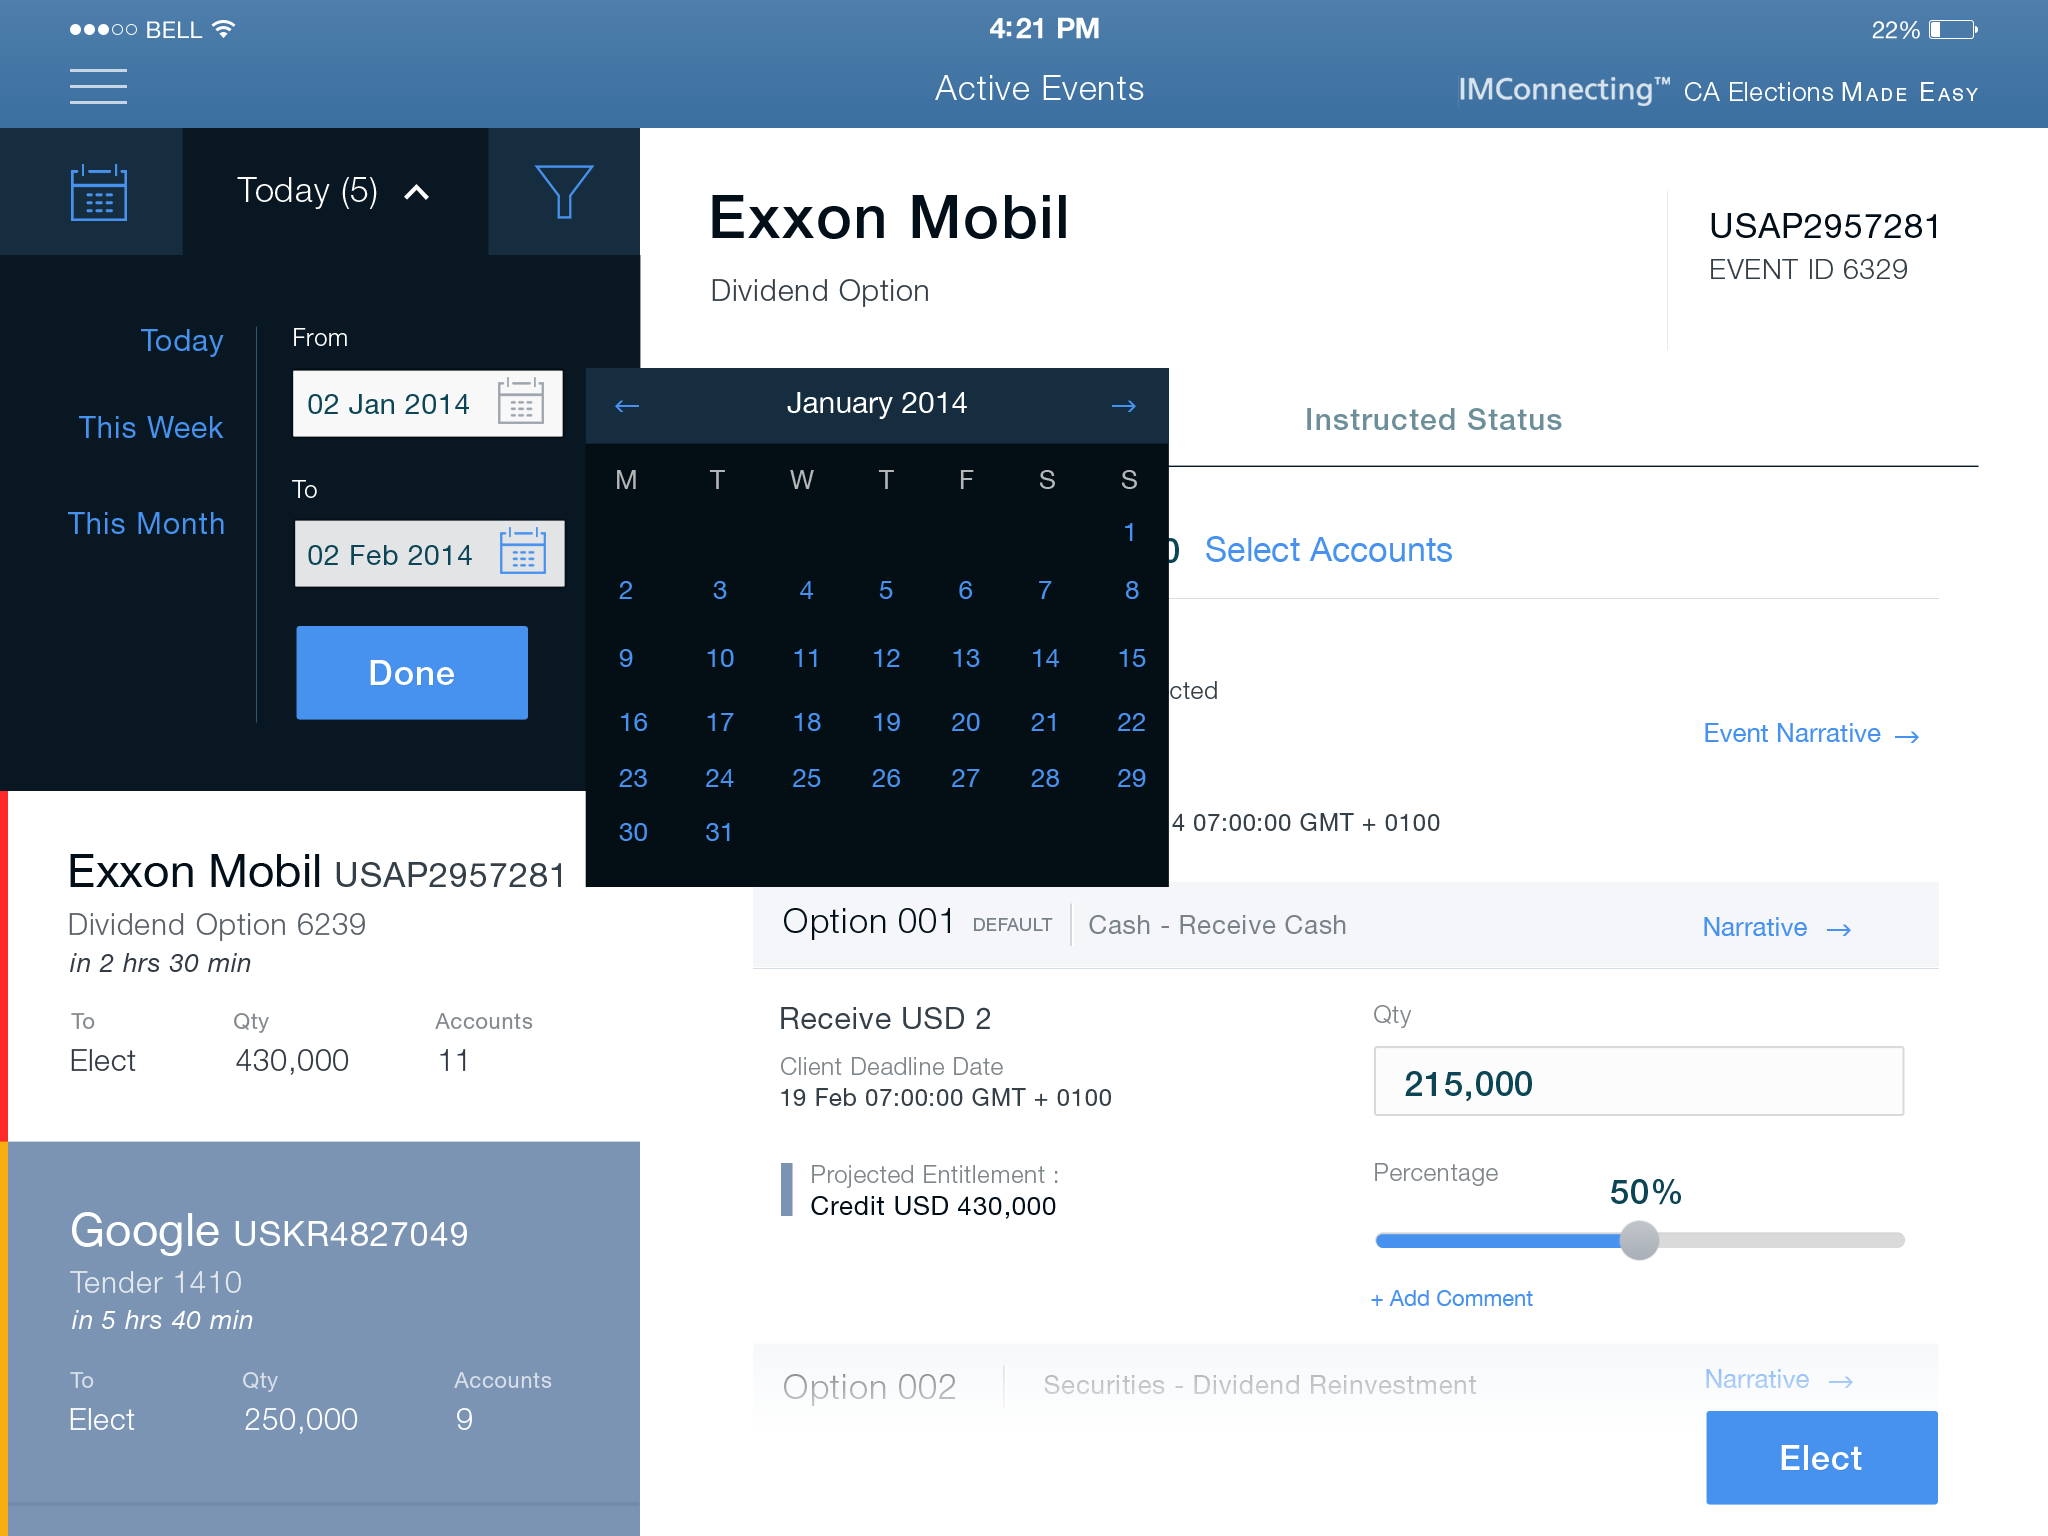 BELL
4:21 PM
22%
Active Events
IMConnecting™ CA Elections MADE EASY
Today (5)
Exxon Mobil
Dividend Option
USAP2957281
EVENT ID 6329
Today
This Week
This Month
From
02 Jan 2014
To
02 Feb 2014
Done
January 2014
M T W T F S S
1
2 3 4 5 6 7 8
9 10 11 12 13 14 15
16 17 18 19 20 21 22
23 24 25 26 27 28 29
30 31
Instructed Status
Select Accounts
cted
Event Narrative
4 07:00:00 GMT + 0100
Exxon Mobil USAP2957281
Dividend Option 6239
in 2 hrs 30 min
To Qty Accounts
Elect 430,000 11
Google USKR4827049
Tender 1410
in 5 hrs 40 min
To Qty Accounts
Elect 250,000 9
Option 001 DEFAULT Cash - Receive Cash Narrative
Receive USD 2
Client Deadline Date
19 Feb 07:00:00 GMT + 0100
Projected Entitlement :
Credit USD 430,000
Qty
215,000
Percentage
50%
+ Add Comment
Option 002 Securities - Dividend Reinvestment Narrative
Elect